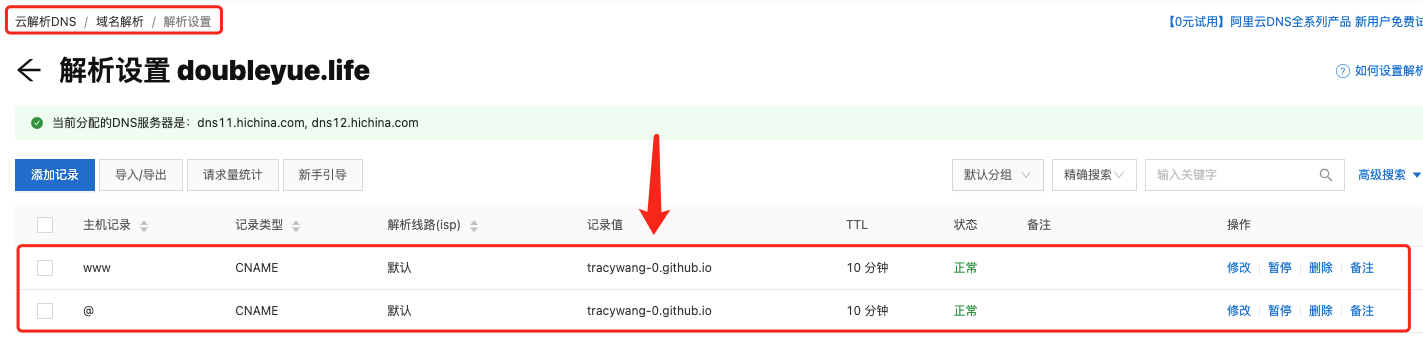 云解析DNS / 域名解析 / 解析设置 【0元试用】阿里云DNS全系列产品 新用户免费试
解析设置 doubleyue.life 如何设置解析
当前分配的DNS服务器是：dns11.hichina.com, dns12.hichina.com
添加记录 导入/导出 请求量统计 新手引导 默认分组 精确搜索 输入关键字 高级搜索
主机记录 记录类型 解析线路(isp) 记录值 TTL 状态 备注 操作
www CNAME 默认 tracywang-0.github.io 10 分钟 正常 修改 暂停 删除 备注
@ CNAME 默认 tracywang-0.github.io 10 分钟 正常 修改 暂停 删除 备注